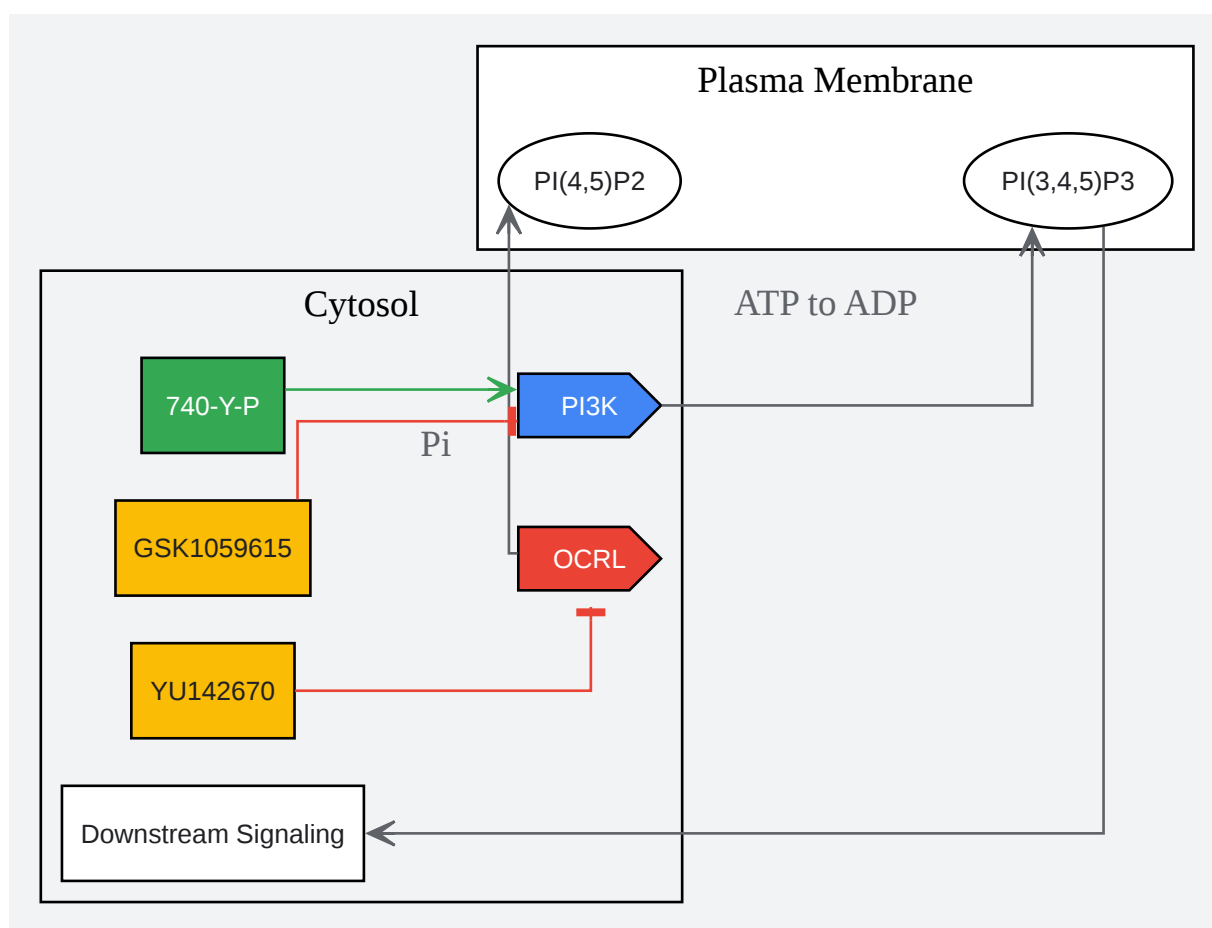 Plasma Membrane
PI(4,5)P2
PI(3,4,5)P3
Cytosol
ATP to ADP
740-Y-P
PI3K
Pi
GSK1059615
OCRL
YU142670
Downstream Signaling